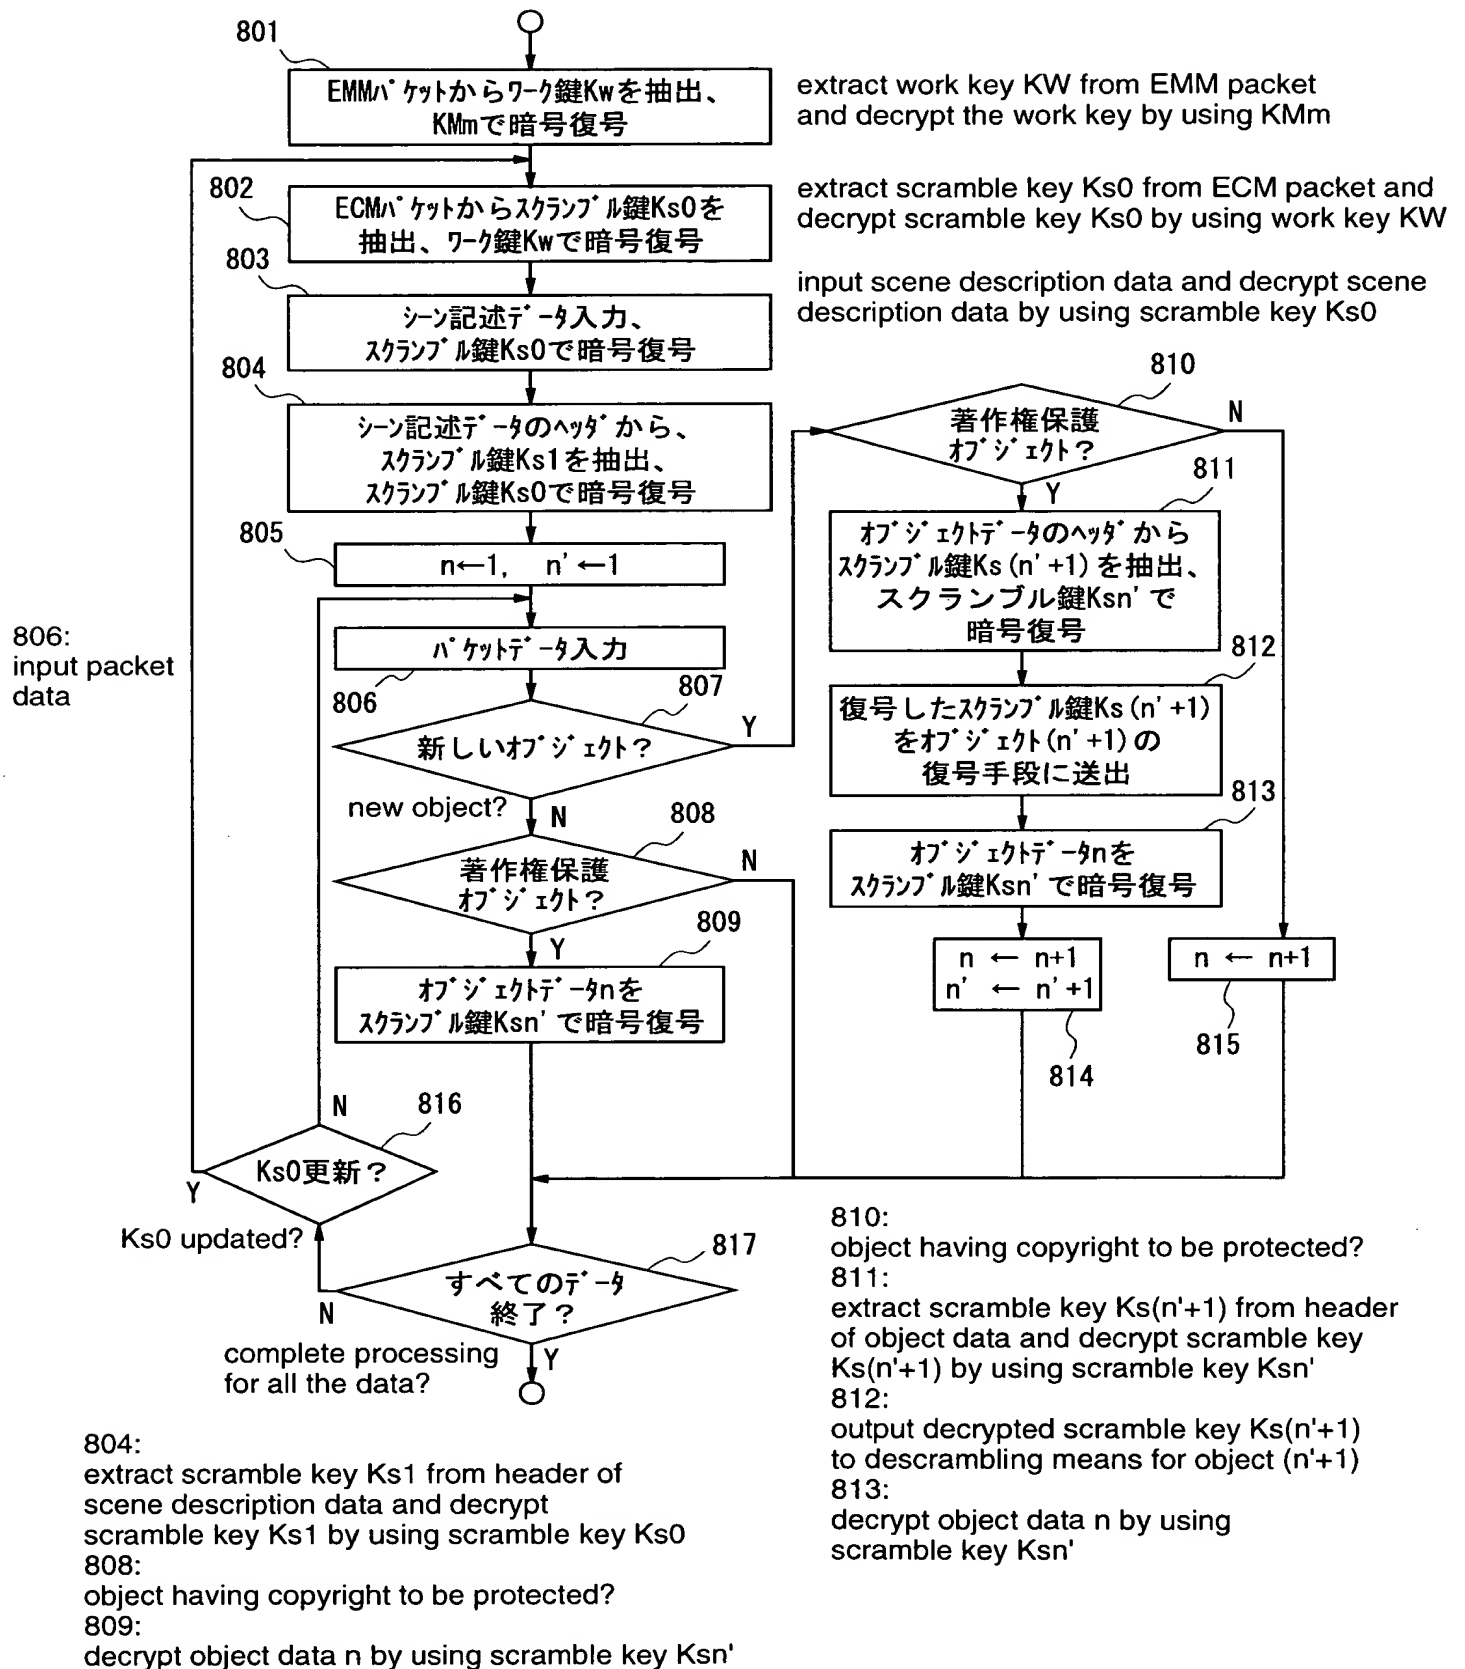 801
EMMパケットからワーク鍵Kwを抽出、
KMmで暗号復号
extract work key KW from EMM packet
and decrypt the work key by using KMm
802
ECMパケットからスクランブル鍵Ks0を
抽出、ワーク鍵Kwで暗号復号
extract scramble key Ks0 from ECM packet and
decrypt scramble key Ks0 by using work key KW
803
シーン記述データ入力、
スクランブル鍵Ks0で暗号復号
input scene description data and decrypt scene
description data by using scramble key Ks0
804
シーン記述データのヘッダから、
スクランブル鍵Ks1を抽出、
スクランブル鍵Ks0で暗号復号
805
n←1, n'←1
806:
input packet
data
パケットデータ入力
806
807
新しいオブジェクト?
Y
new object?
N
808
著作権保護
オブジェクト?
N
Y
809
オブジェクトデータnを
スクランブル鍵Ksn'で暗号復号
810
著作権保護
オブジェクト?
N
Y
811
オブジェクトデータのヘッダから
スクランブル鍵Ks(n'+1)を抽出、
スクランブル鍵Ksn'で
暗号復号
812
復号したスクランブル鍵Ks(n'+1)
をオブジェクト(n'+1)の
復号手段に送出
813
オブジェクトデータnを
スクランブル鍵Ksn'で暗号復号
n ← n+1
n' ← n'+1
814
n ← n+1
815
N
816
Ks0更新?
Y
Ks0 updated?
817
すべてのデータ
終了?
N
Y
complete processing
for all the data?
804:
extract scramble key Ks1 from header of
scene description data and decrypt
scramble key Ks1 by using scramble key Ks0
808:
object having copyright to be protected?
809:
decrypt object data n by using scramble key Ksn'
810:
object having copyright to be protected?
811:
extract scramble key Ks(n'+1) from header
of object data and decrypt scramble key
Ks(n'+1) by using scramble key Ksn'
812:
output decrypted scramble key Ks(n'+1)
to descrambling means for object (n'+1)
813:
decrypt object data n by using
scramble key Ksn'